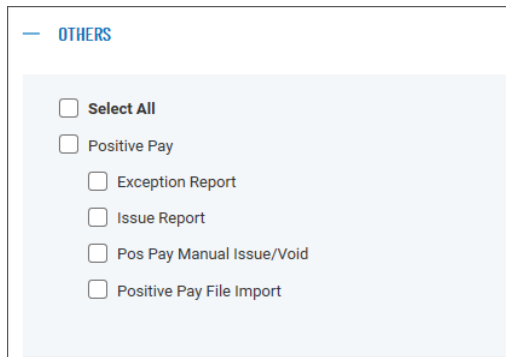 OTHERS
Select All
Positive Pay
Exception Report
Issue Report
Pos Pay Manual Issue/Void
Positive Pay File Import